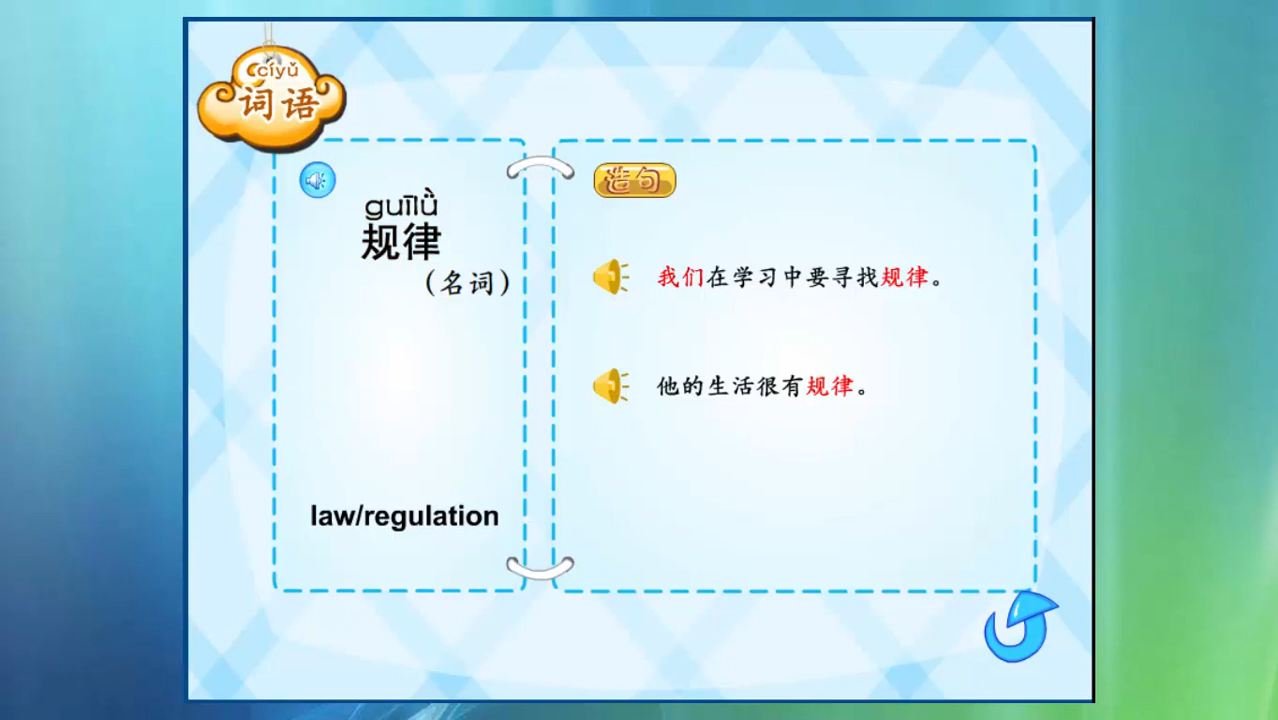 cíyǔ
词语
guīlǜ
规律
（名词）
law/regulation
造句
我们在学习中要寻找规律。
他的生活很有规律。